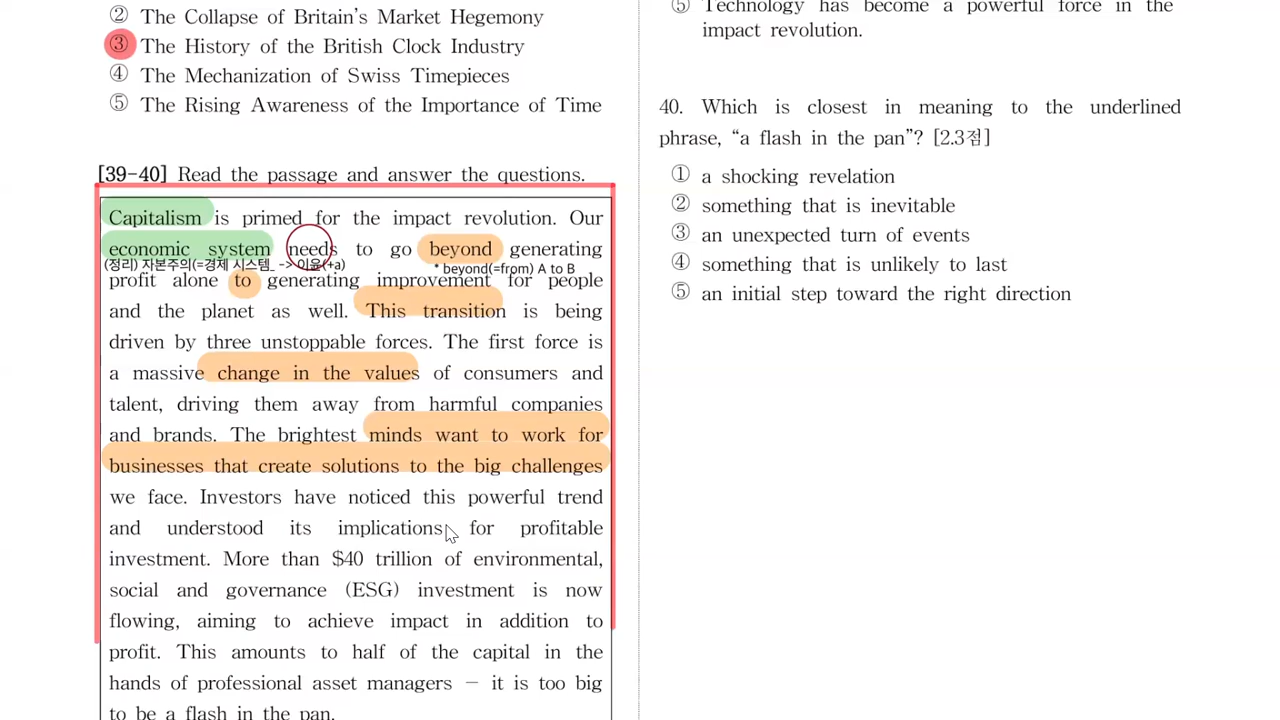 ② The Collapse of Britain's Market Hegemony
③ The History of the British Clock Industry
④ The Mechanization of Swiss Timepieces
⑤ The Rising Awareness of the Importance of Time
[39-40] Read the passage and answer the questions.
Capitalism is primed for the impact revolution. Our
economic system needs to go beyond generating
(정리) 자본주의(=경제 시스템_ -> 이윤(+a)
* beyond(=from) A to B
profit alone to generating improvement for people
and the planet as well. This transition is being
driven by three unstoppable forces. The first force is
a massive change in the values of consumers and
talent, driving them away from harmful companies
and brands. The brightest minds want to work for
businesses that create solutions to the big challenges
we face. Investors have noticed this powerful trend
and understood its implications for profitable
investment. More than $40 trillion of environmental,
social and governance (ESG) investment is now
flowing, aiming to achieve impact in addition to
profit. This amounts to half of the capital in the
hands of professional asset managers — it is too big
to be a flash in the pan.
⑤ Technology has become a powerful force in the
impact revolution.
40. Which is closest in meaning to the underlined
phrase, “a flash in the pan”? [2.3점]
① a shocking revelation
② something that is inevitable
③ an unexpected turn of events
④ something that is unlikely to last
⑤ an initial step toward the right direction